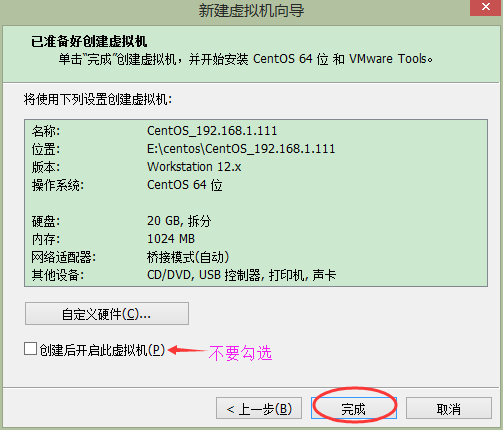 新建虚拟机向导
已准备好创建虚拟机
单击“完成”创建虚拟机，并开始安装 CentOS 64 位 和 VMware Tools。
将使用下列设置创建虚拟机:
名称: CentOS_192.168.1.111
位置: E:\centos\CentOS_192.168.1.111
版本: Workstation 12.x
操作系统: CentOS 64 位
硬盘: 20 GB, 拆分
内存: 1024 MB
网络适配器: 桥接模式(自动)
其他设备: CD/DVD, USB 控制器, 打印机, 声卡
自定义硬件(C)...
创建后开启此虚拟机(P) 不要勾选
< 上一步(B) 完成 取消